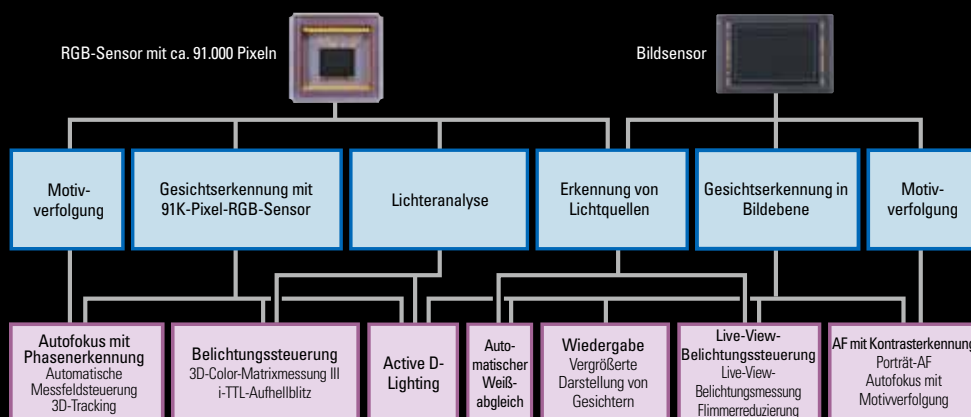 RGB-Sensor mit ca. 91.000 Pixeln
Bildsensor
Motiv-
verfolgung
Gesichtserkennung mit
91K-Pixel-RGB-Sensor
Lichteranalyse
Erkennung von
Lichtquellen
Gesichtserkennung in
Bildebene
Motiv-
verfolgung
Autofokus mit
Phasenerkennung
Automatische
Messfeldsteuerung
3D-Tracking
Belichtungssteuerung
3D-Color-Matrixmessung III
i-TTL-Aufhellblitz
Active D-
Lighting
Auto-
matischer
Weiß-
abgleich
Wiedergabe
Vergrößerte
Darstellung von
Gesichtern
Live-View-
Belichtungssteuerung
Live-View-
Belichtungsmessung
Flimmerreduzierung
AF mit Kontrasterkennung
Porträt-AF
Autofokus mit
Motivverfolgung